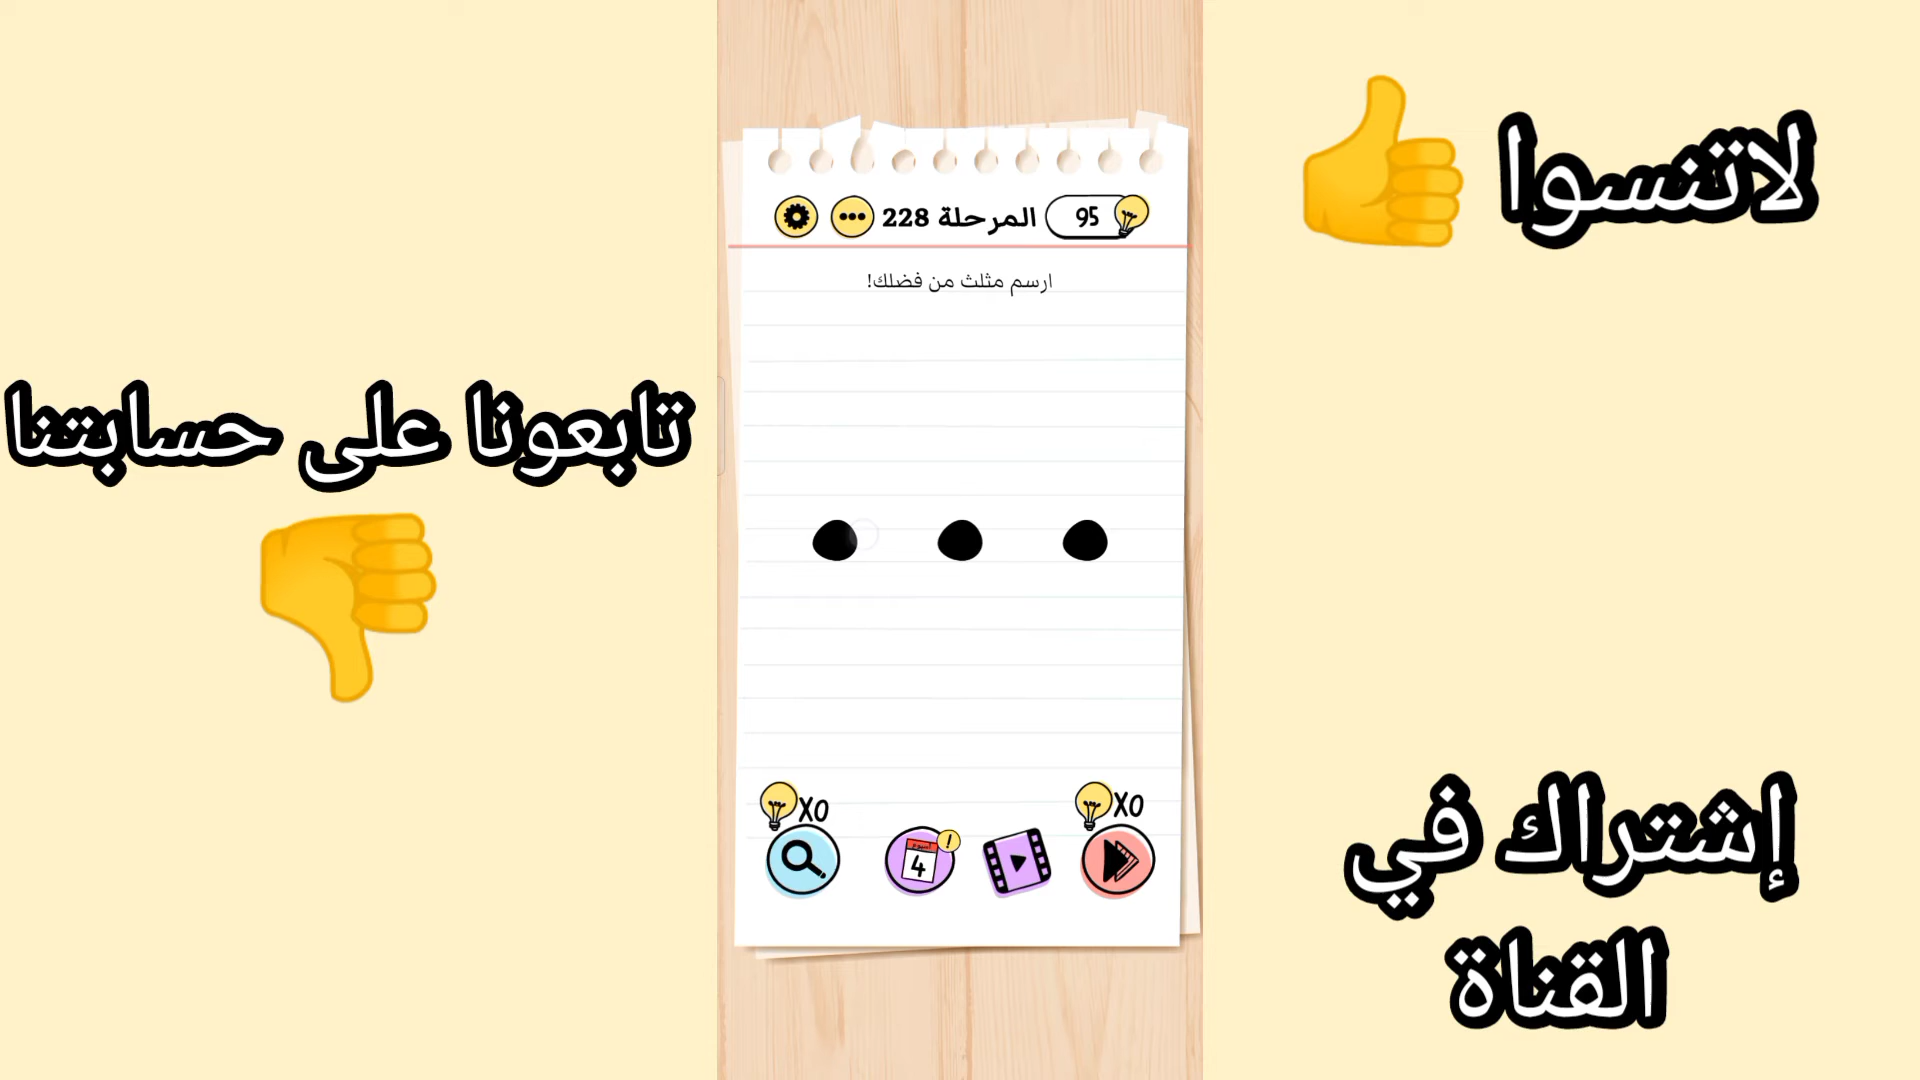 لاتنسوا
95
المرحلة 228
ارسم مثلث من فضلك!
تابعونا على حسابتنا
X0
X0
4
!
إشتراك في
القناة